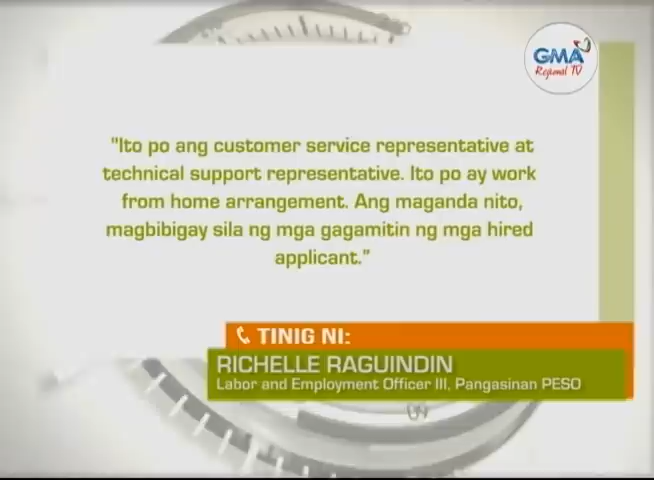 GMA
Regional TV
"Ito po ang customer service representative at
technical support representative. Ito po ay work
from home arrangement. Ang maganda nito,
magbibigay sila ng mga gagamitin ng mga hired
applicant."
TINIG NI:
RICHELLE RAGUINDIN
Labor and Employment Officer III, Pangasinan PESO